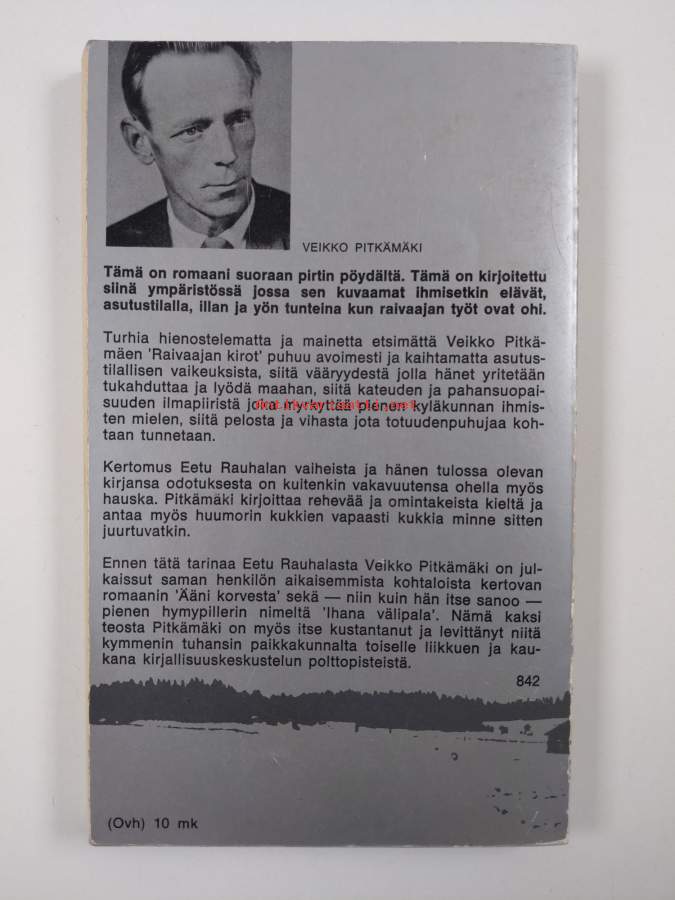 VEIKKO PITKÄMÄKI
Tämä on romaani suoraan pirtin pöydältä. Tämä on kirjoitettu
siinä ympäristössä jossa sen kuvaamat ihmisetkin elävät,
asutustilalla, illan ja yön tunteina kun raivaajan työt ovat ohi.
Turhia hienostelematta ja mainetta etsimättä Veikko Pitkä-
mäen 'Raivaajan kirot' puhuu avoimesti ja kaihtamatta asutus-
tilallisen vaikeuksista, siitä vääryydestä jolla hänet yritetään
tukahduttaa ja lyödä maahan, siitä kateuden ja pahansuopai-
suuden ilmapiiristä joka myrkyttää pienen kyläkunnan ihmis-
ten mielen, siitä pelosta ja vihasta jota totuudenpuhujaa koh-
taan tunnetaan.
Kertomus Eetu Rauhalan vaiheista ja hänen tulossa olevan
kirjansa odotuksesta on kuitenkin vakavuutensa ohella myös
hauska. Pitkämäki kirjoittaa rehevää ja omintakeista kieltä ja
antaa myös huumorin kukkien vapaasti kukkia minne sitten
juurtuvatkin.
Ennen tätä tarinaa Eetu Rauhalasta Veikko Pitkämäki on jul-
kaissut saman henkilön aikaisemmista kohtaloista kertovan
romaanin 'Ääni korvesta' sekä — niin kuin hän itse sanoo —
pienen hymypillerin nimeltä 'Ihana välipala'. Nämä kaksi
teosta Pitkämäki on myös itse kustantanut ja levittänyt niitä
kymmenin tuhansin paikkakunnalta toiselle liikkuen ja kau-
kana kirjallisuuskeskustelun polttopisteistä.
842
(Ovh) 10 mk